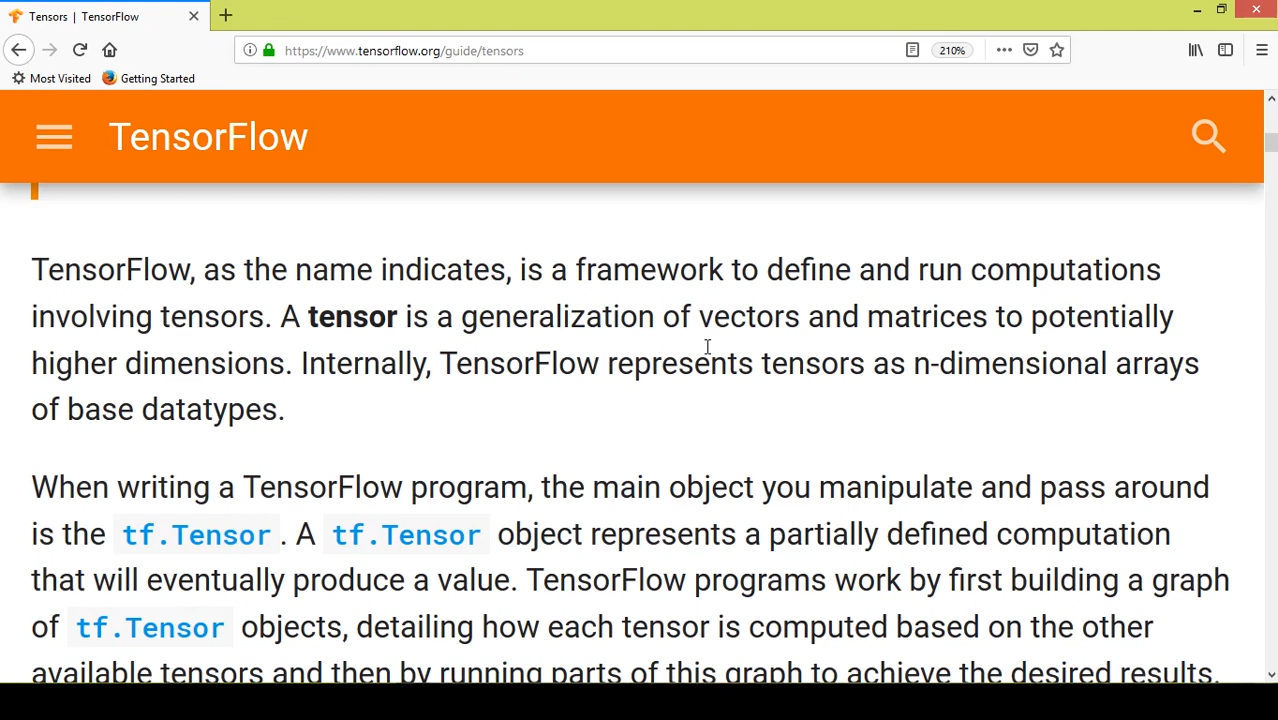 Tensors | TensorFlow
https://www.tensorflow.org/guide/tensors
210%
Most Visited
Getting Started
TensorFlow
TensorFlow, as the name indicates, is a framework to define and run computations
involving tensors. A tensor is a generalization of vectors and matrices to potentially
higher dimensions. Internally, TensorFlow represents tensors as n-dimensional arrays
of base datatypes.
When writing a TensorFlow program, the main object you manipulate and pass around
is the tf.Tensor. A tf.Tensor object represents a partially defined computation
that will eventually produce a value. TensorFlow programs work by first building a graph
of tf.Tensor objects, detailing how each tensor is computed based on the other
available tensors and then by running parts of this graph to achieve the desired results.